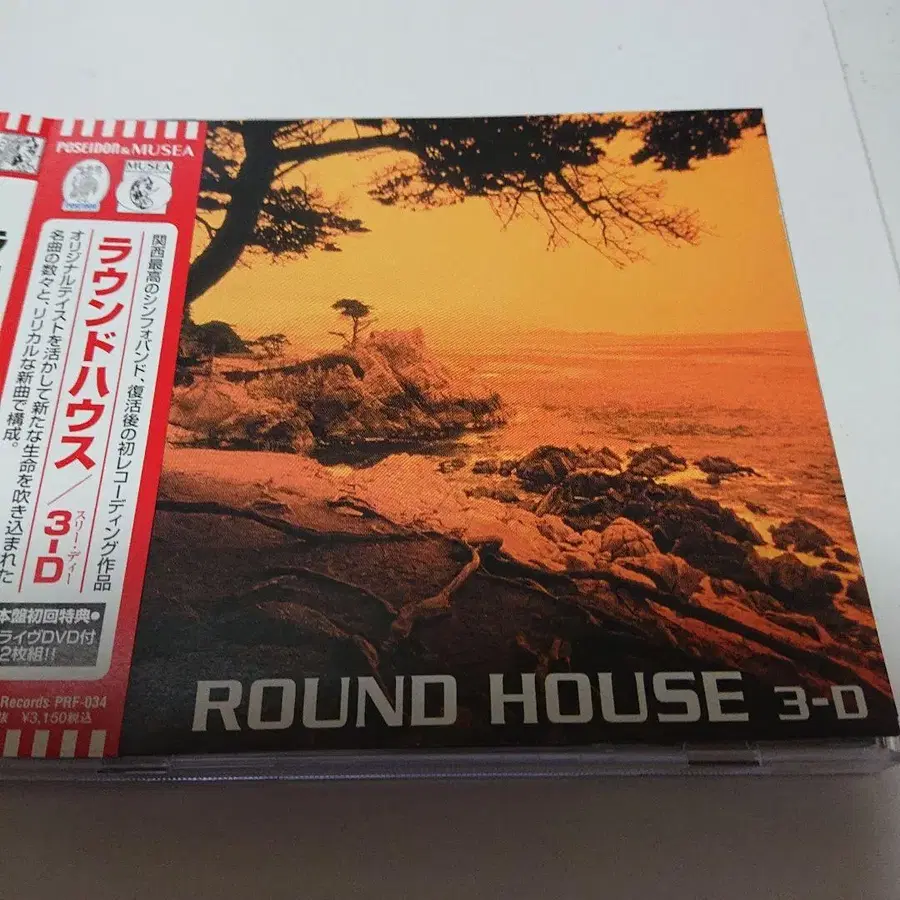 POSEIDON & MUSEA
MUSEA
関西最高のシンフォバンド、復活後の初レコーディング作品
ラウンドハウス/3-D
スリー・ディー
オリジナルテイストを活かして新たな生命を吹き込まれた
名曲の数々と、リリカルな新曲で構成。
本盤初回特典●
ライヴDVD付
2枚組!!
Records PRF-034
抜 ¥3,150税込
ROUND HOUSE 3-D